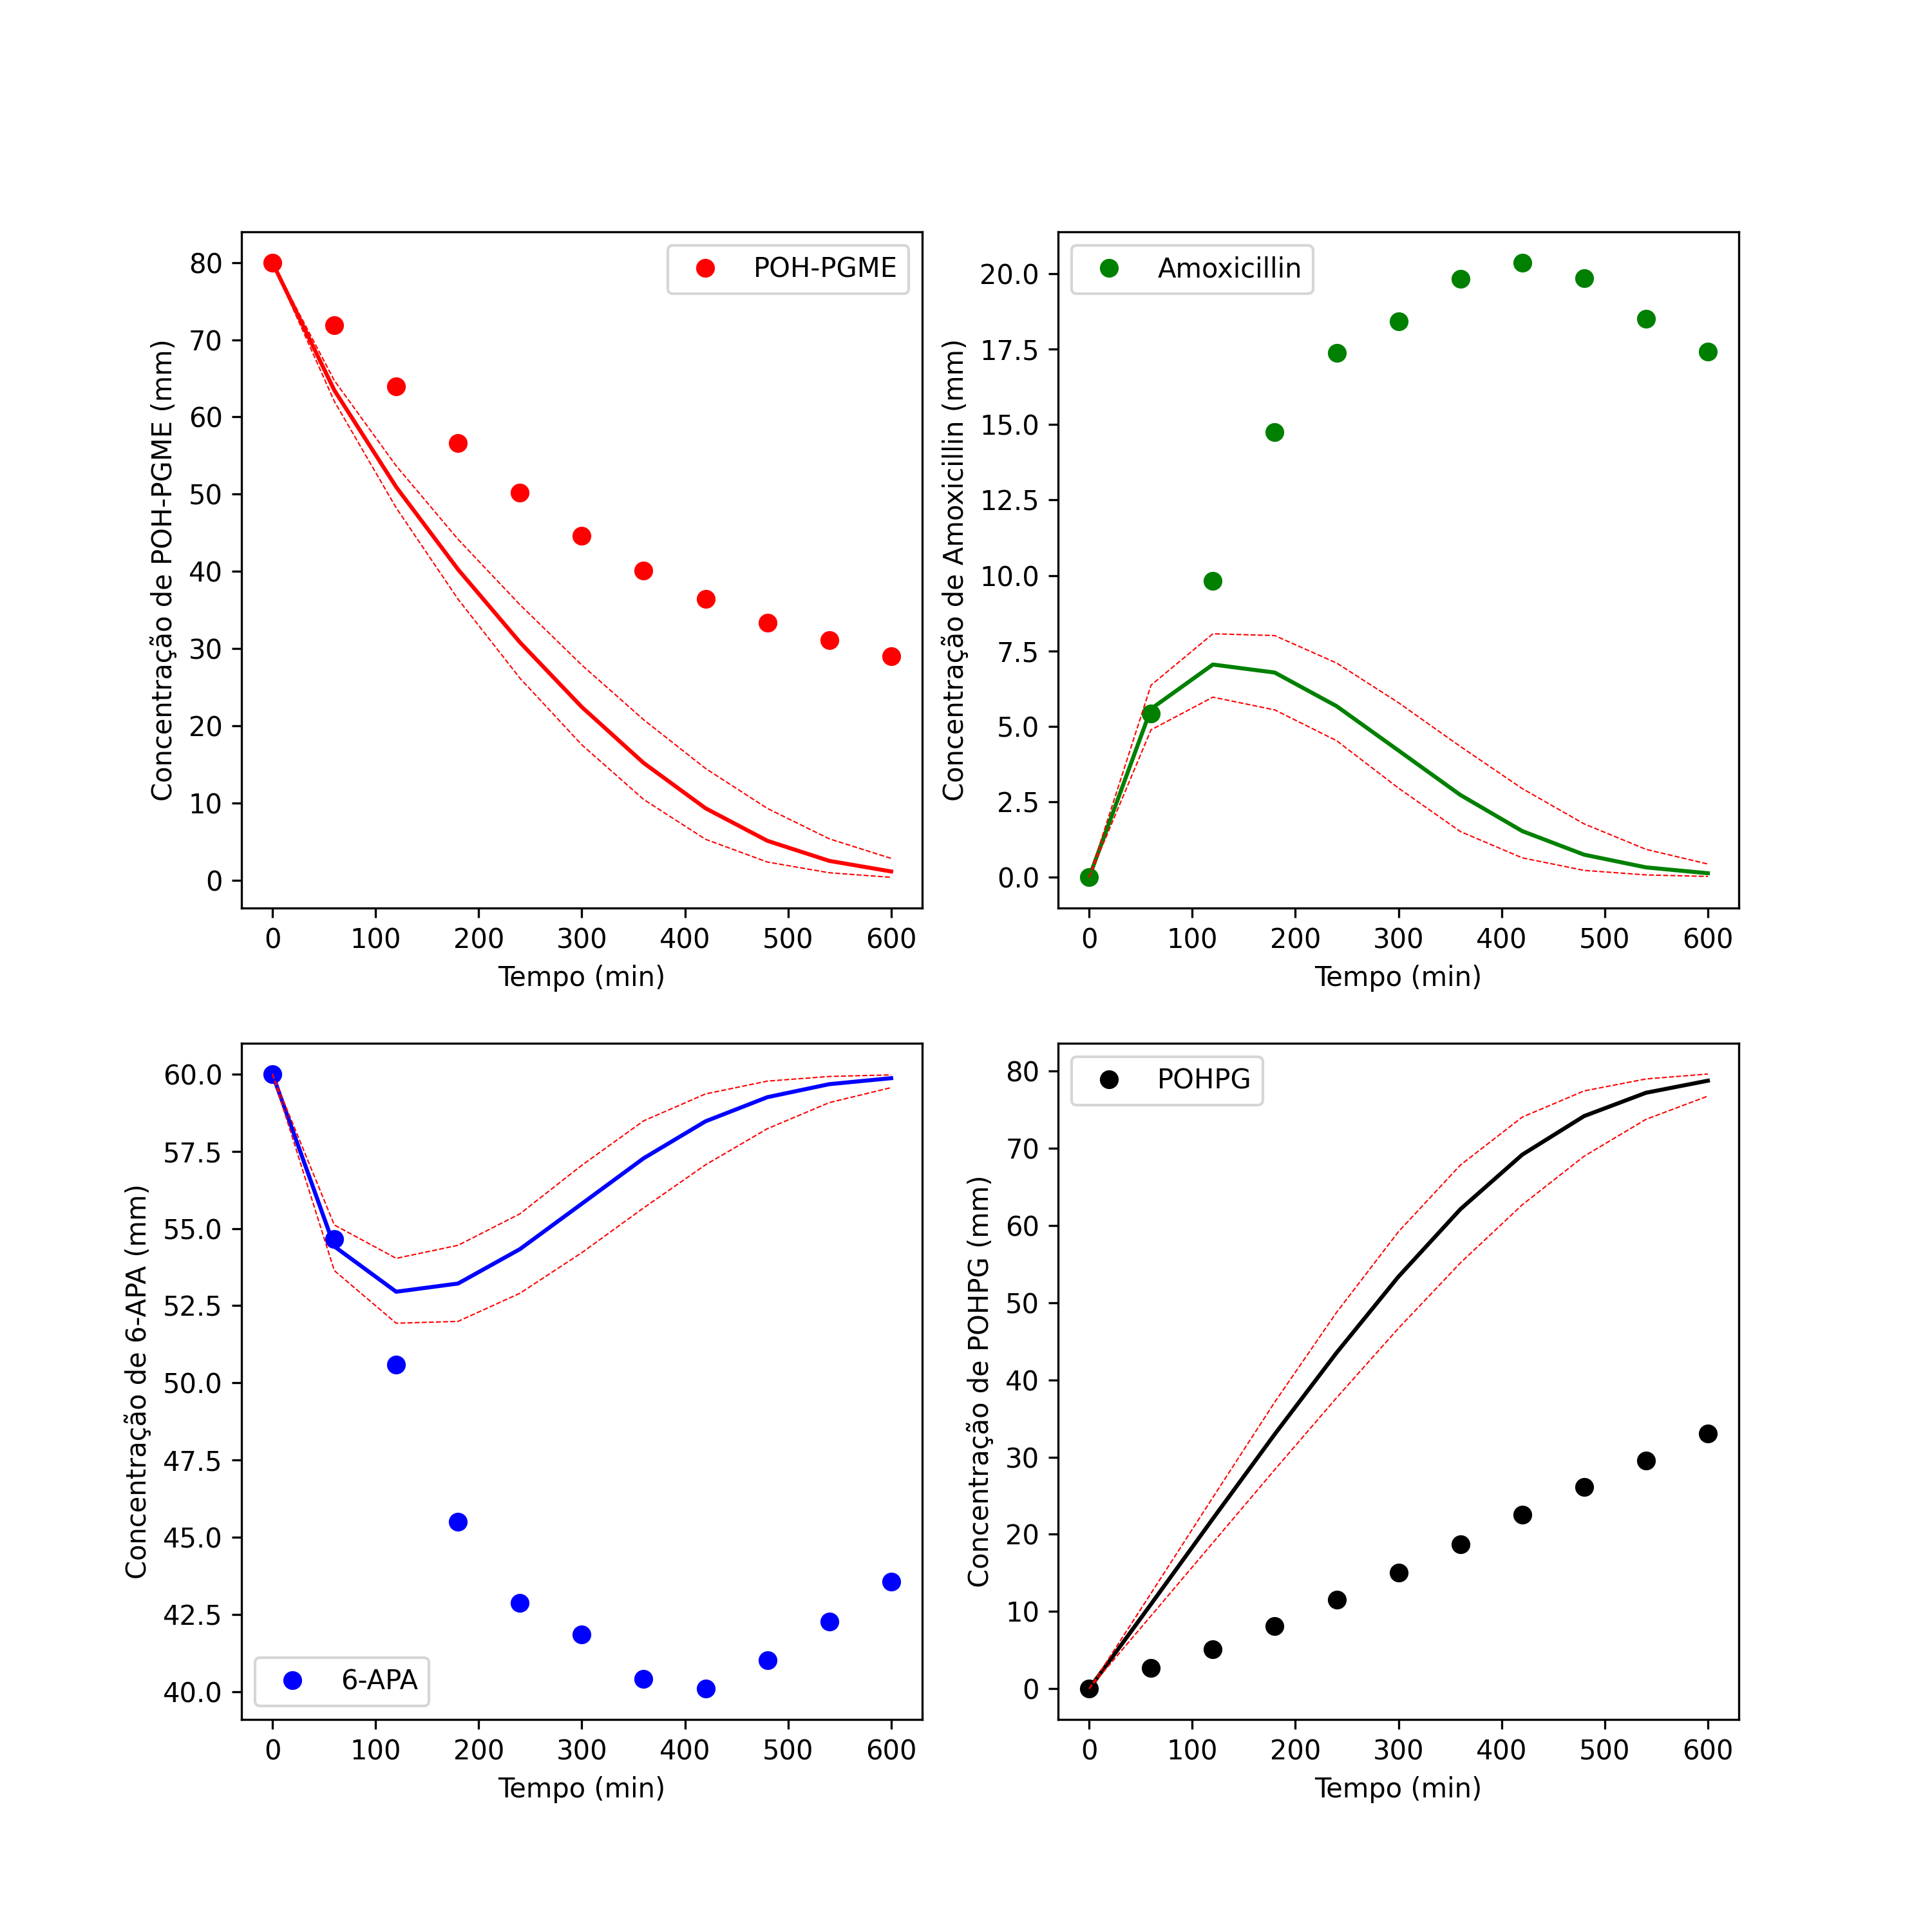 Concentração de POH-PGME (mm)
80
70
60
50
40
30
20
10
0
POH-PGME
0 100 200 300 400 500 600
Tempo (min)
Concentração de Amoxicillin (mm)
20.0
17.5
15.0
12.5
10.0
7.5
5.0
2.5
0.0
Amoxicillin
0 100 200 300 400 500 600
Tempo (min)
Concentração de 6-APA (mm)
60.0
57.5
55.0
52.5
50.0
47.5
45.0
42.5
40.0
6-APA
0 100 200 300 400 500 600
Tempo (min)
Concentração de POHPG (mm)
80
70
60
50
40
30
20
10
0
POHPG
0 100 200 300 400 500 600
Tempo (min)